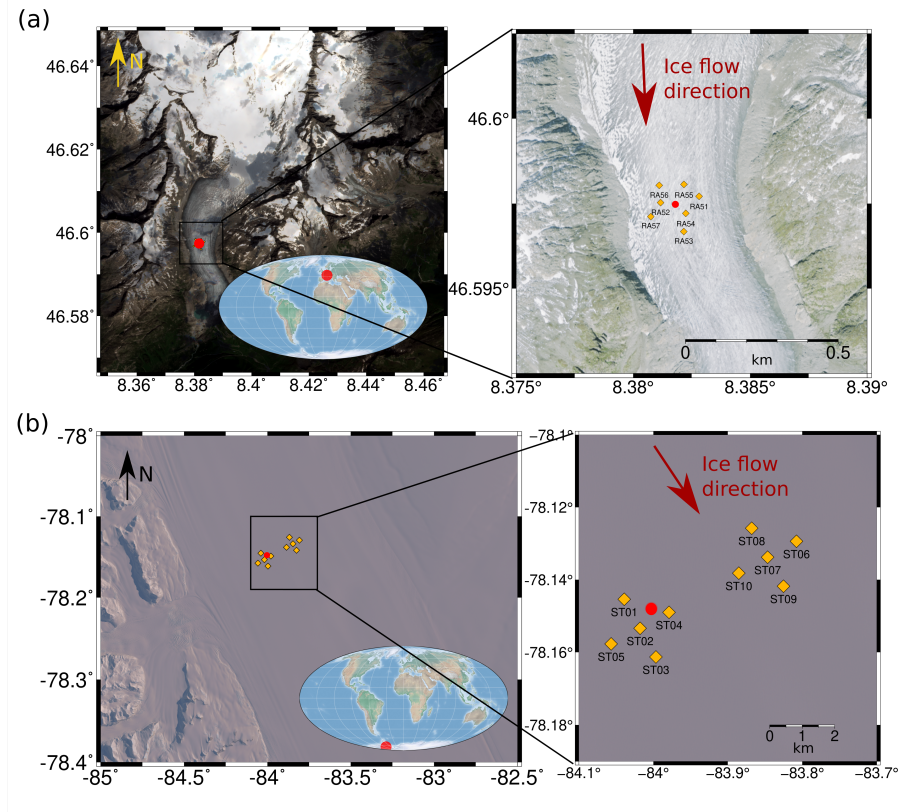 (a)
N
46.64°
46.62°
46.6°
46.58°
8.36°
8.38°
8.4°
8.42°
8.44°
8.46°
Ice flow
direction
46.6°
46.595°
RA56
RA55
RA51
RA52
RA54
RA57
RA53
0
0.5
km
8.375°
8.38°
8.385°
8.39°
(b)
N
-78°
-78.1°
-78.2°
-78.3°
-78.4°
-85°
-84.5°
-84°
-83.5°
-83°
-82.5°
Ice flow
direction
-78.1°
-78.12°
-78.14°
-78.16°
-78.18°
ST08
ST06
ST07
ST10
ST09
ST01
ST04
ST02
ST05
ST03
0 1 2
km
−84.1°
−84°
−83.9°
−83.8°
−83.7°